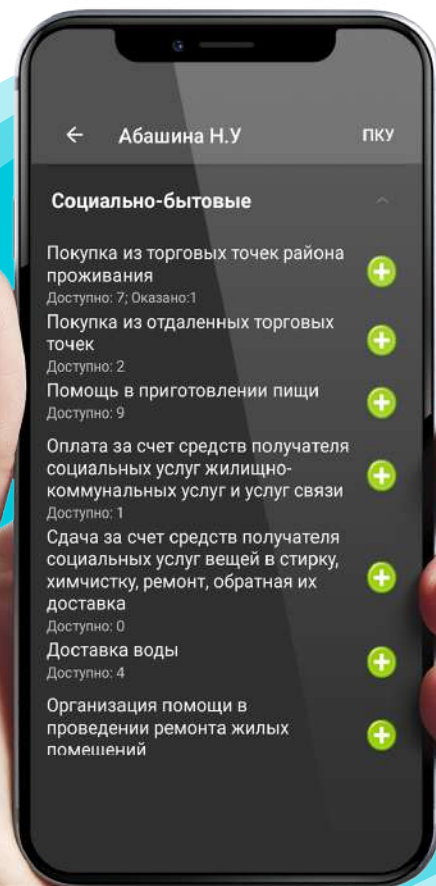 Абашина Н.У ПКУ
Социально-бытовые
Покупка из торговых точек района
проживания
Доступно: 7; Оказано:1
Покупка из отдаленных торговых
точек
Доступно: 2
Помощь в приготовлении пищи
Доступно: 9
Оплата за счет средств получателя
социальных услуг жилищно-
коммунальных услуг и услуг связи
Доступно: 1
Сдача за счет средств получателя
социальных услуг вещей в стирку,
химчистку, ремонт, обратная их
доставка
Доступно: 0
Доставка воды
Доступно: 4
Организация помощи в
проведении ремонта жилых
помещений